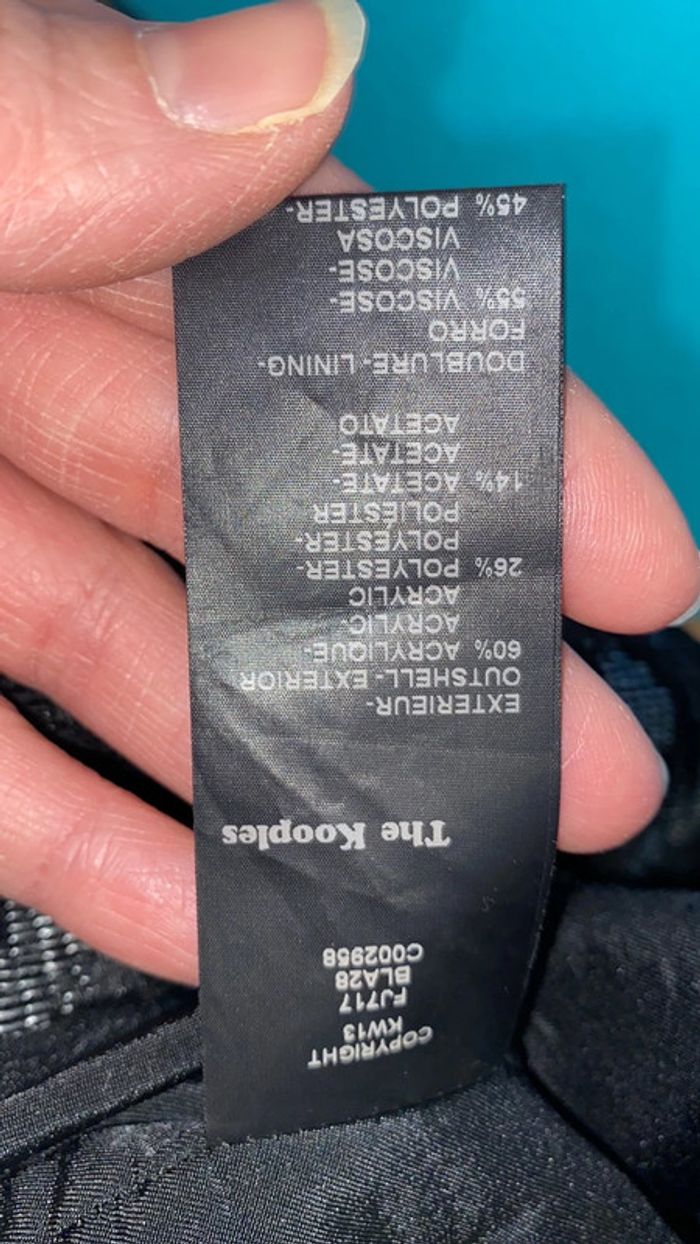 COPYRIGHT
KW13
FJ717
BLA28
C002958
The Kooples
EXTERIEUR-
OUTSHELL- EXTERIOR
60% ACRYLIQUE-
ACRYLIC-
ACRYLIC
26% POLYESTER-
POLYESTER-
POLIÉSTER
14% ACETATE-
ACETATE-
ACETATO
DOUBLURE- LINING-
FORRO
55% VISCOSE-
VISCOSE-
VISCOSA
45% POLYESTER-